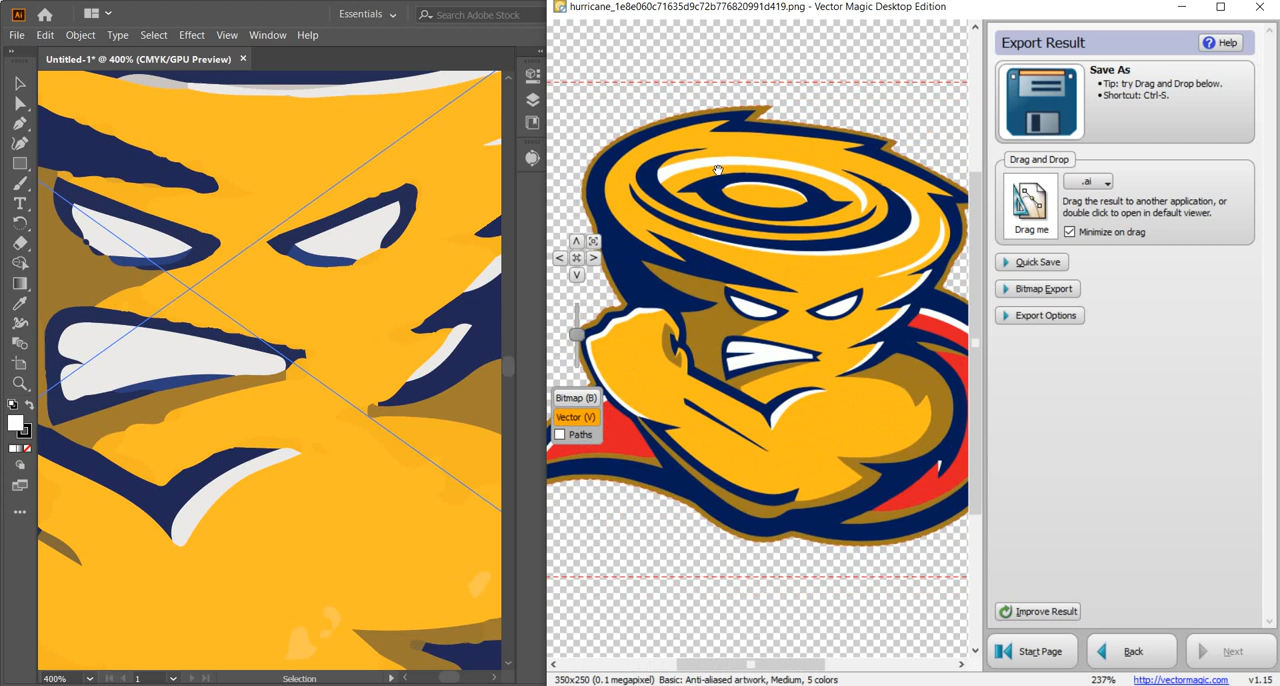 Ai
Essentials
Search Adobe Stock
File Edit Object Type Select Effect View Window Help
Untitled-1* @ 400% (CMYK/GPU Preview) ×
400%
1
Selection
hurricane_1e8e060c71635d9c72b776820991d419.png - Vector Magic Desktop Edition
Bitmap (B)
Vector (V)
Paths
Export Result
Help
Save As
•Tip: try Drag and Drop below.
•Shortcut: Ctrl-S.
Drag and Drop
Drag me
.ai
Drag the result to another application, or
double click to open in default viewer.
Minimize on drag
Quick Save
Bitmap Export
Export Options
Improve Result
Start Page
Back
Next
350x250 (0.1 megapixel) Basic: Anti-aliased artwork, Medium, 5 colors
237%
http://vectormagic.com
v1.15